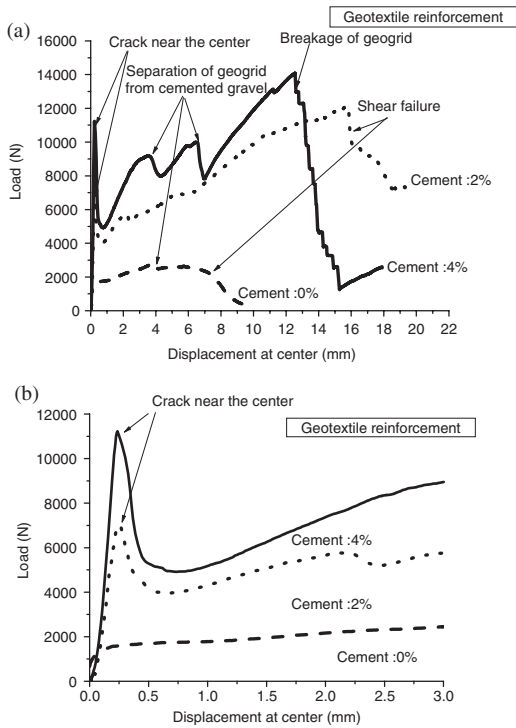 Geotextile reinforcement
(a)
Crack near the center
Breakage of geogrid
Separation of geogrid
from cemented gravel
Shear failure
16000
14000
12000
10000
8000
6000
4000
2000
0
Load (N)
Cement :2%
Cement :4%
Cement :0%
0 2 4 6 8 10 12 14 16 18 20 22
Displacement at center (mm)
(b)
Crack near the center
Geotextile reinforcement
12000
10000
8000
6000
4000
2000
0
Load (N)
Cement :4%
Cement :2%
Cement :0%
0.0 0.5 1.0 1.5 2.0 2.5 3.0
Displacement at center (mm)